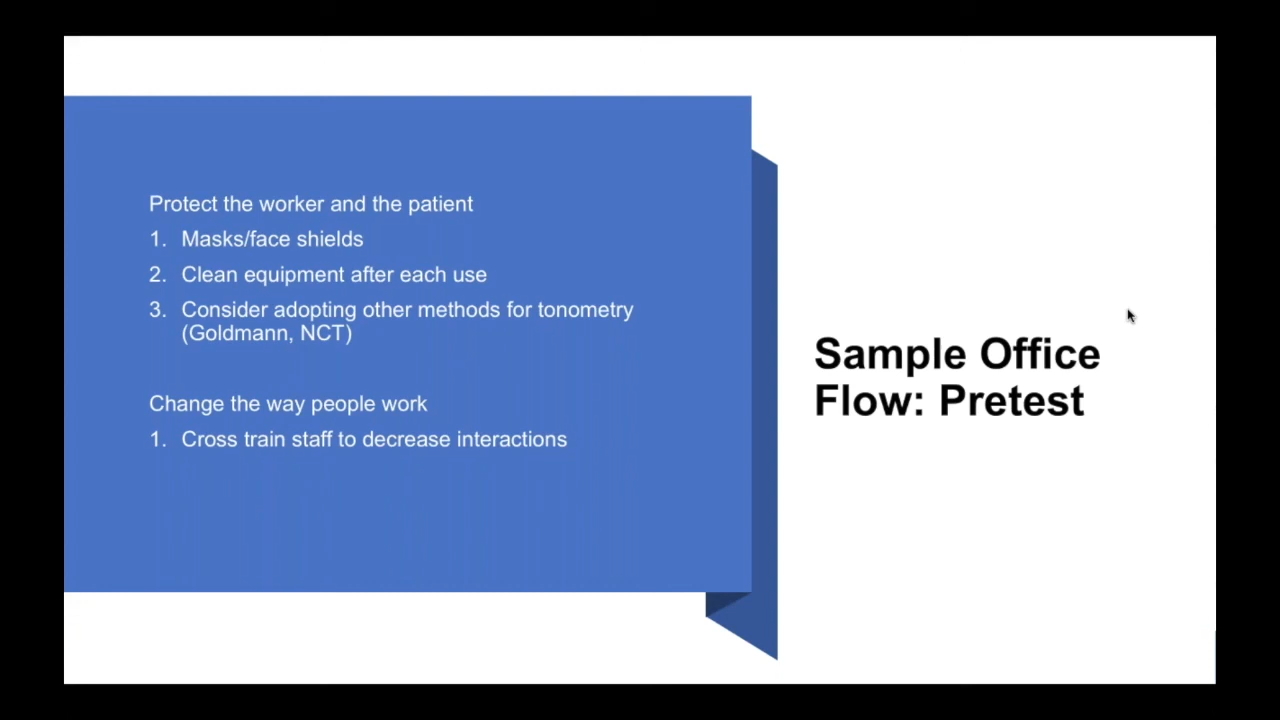 Protect the worker and the patient
1. Masks/face shields
2. Clean equipment after each use
3. Consider adopting other methods for tonometry
(Goldmann, NCT)
Change the way people work
1. Cross train staff to decrease interactions
Sample Office
Flow: Pretest